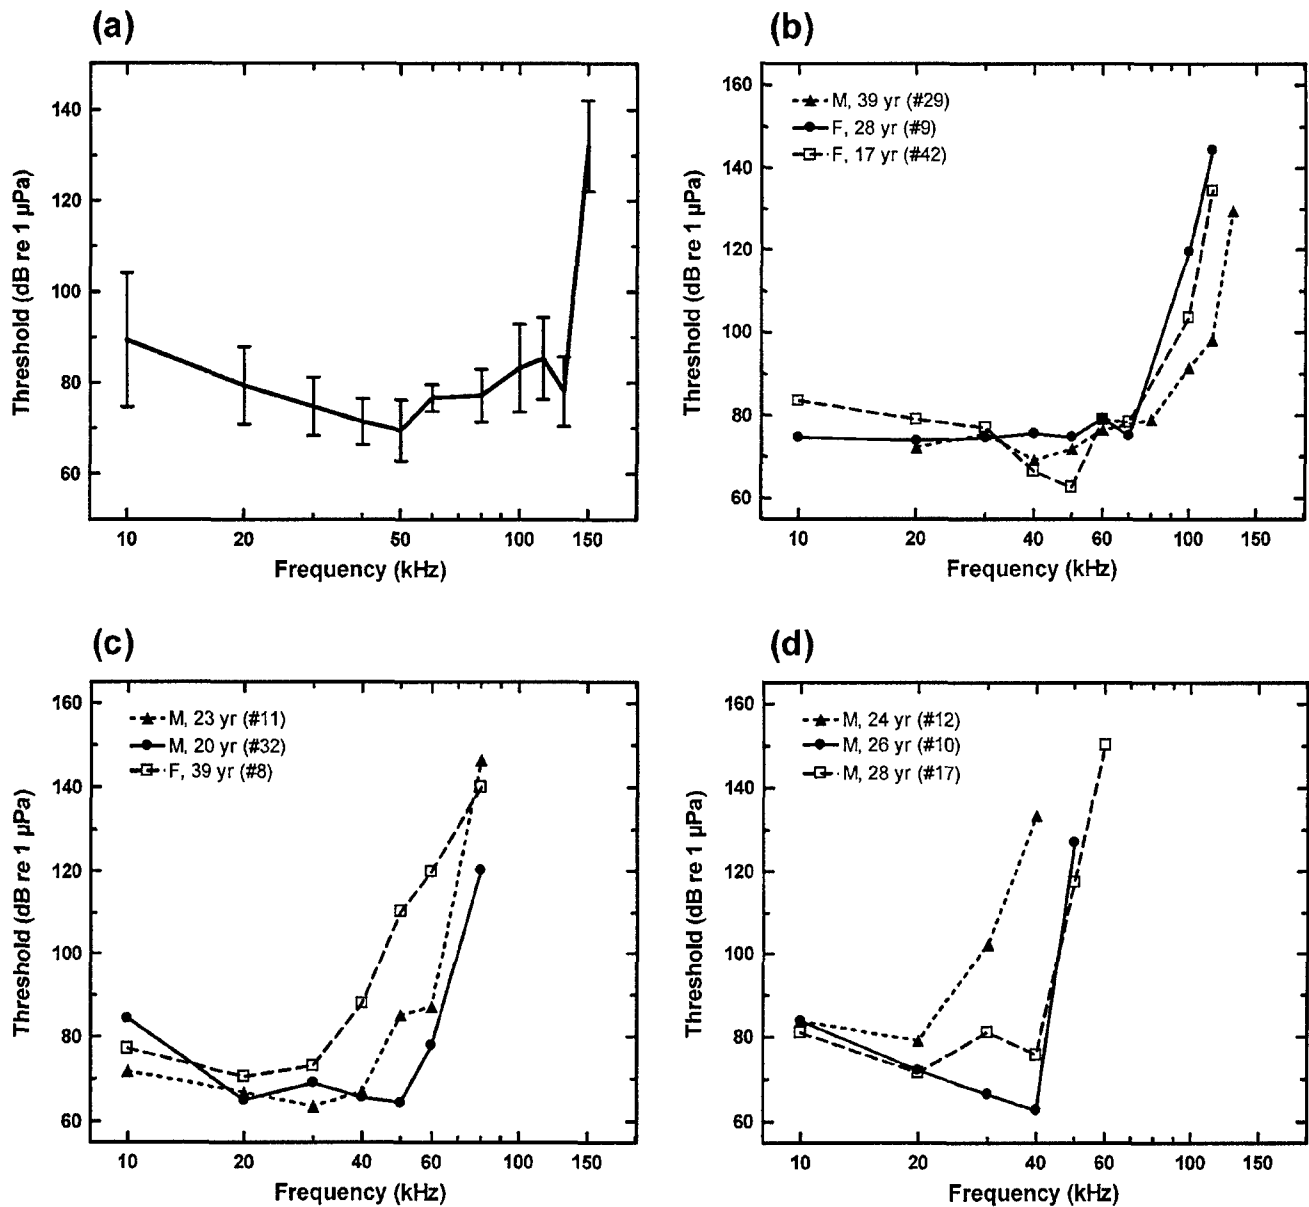 (a)
140
120
100
80
60
Threshold (dB re 1 µPa)
10 20 50 100 150
Frequency (kHz)
(b)
M, 39 yr (#29)
F, 28 yr (#9)
F, 17 yr (#42)
160
140
120
100
80
60
Threshold (dB re 1 µPa)
10 20 40 60 100 150
Frequency (kHz)
(c)
M, 23 yr (#11)
M, 20 yr (#32)
F, 39 yr (#8)
160
140
120
100
80
60
Threshold (dB re 1 µPa)
10 20 40 60 100 150
Frequency (kHz)
(d)
M, 24 yr (#12)
M, 26 yr (#10)
M, 28 yr (#17)
160
140
120
100
80
60
Threshold (dB re 1 µPa)
10 20 40 60 100 150
Frequency (kHz)